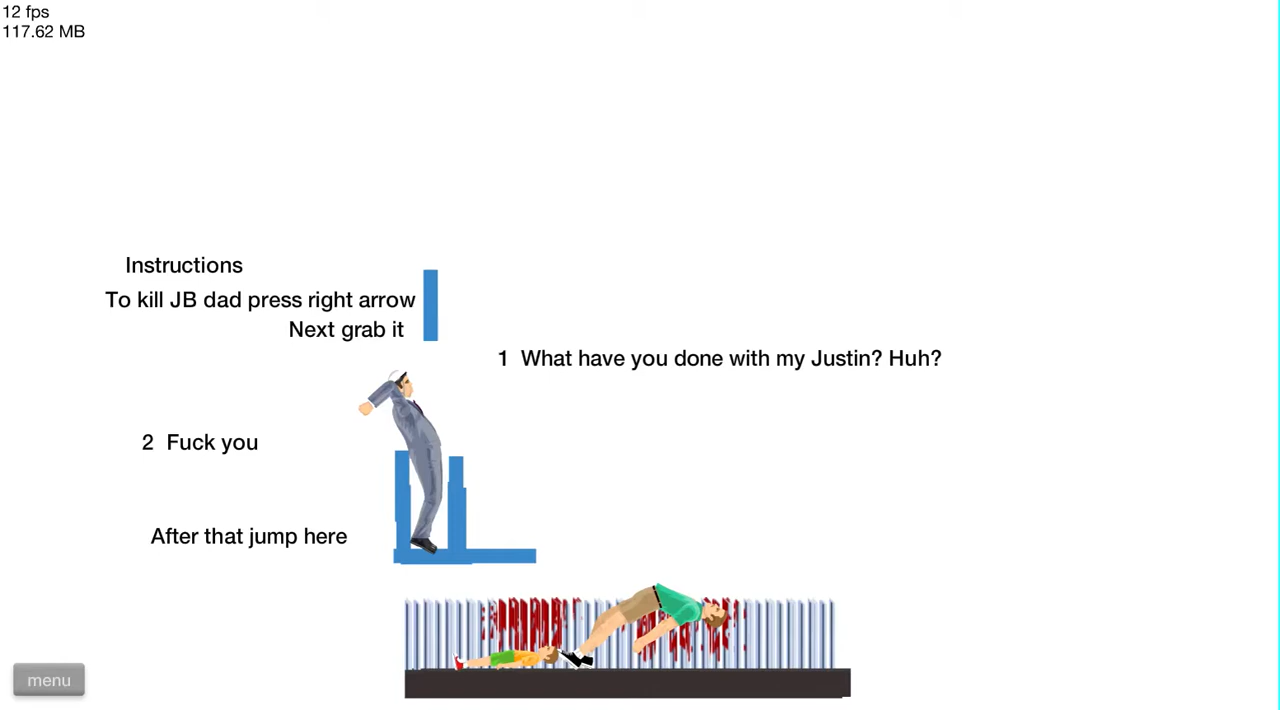 12 fps
117.62 MB
Instructions
To kill JB dad press right arrow
Next grab it
1 What have you done with my Justin? Huh?
2 Fuck you
After that jump here
menu